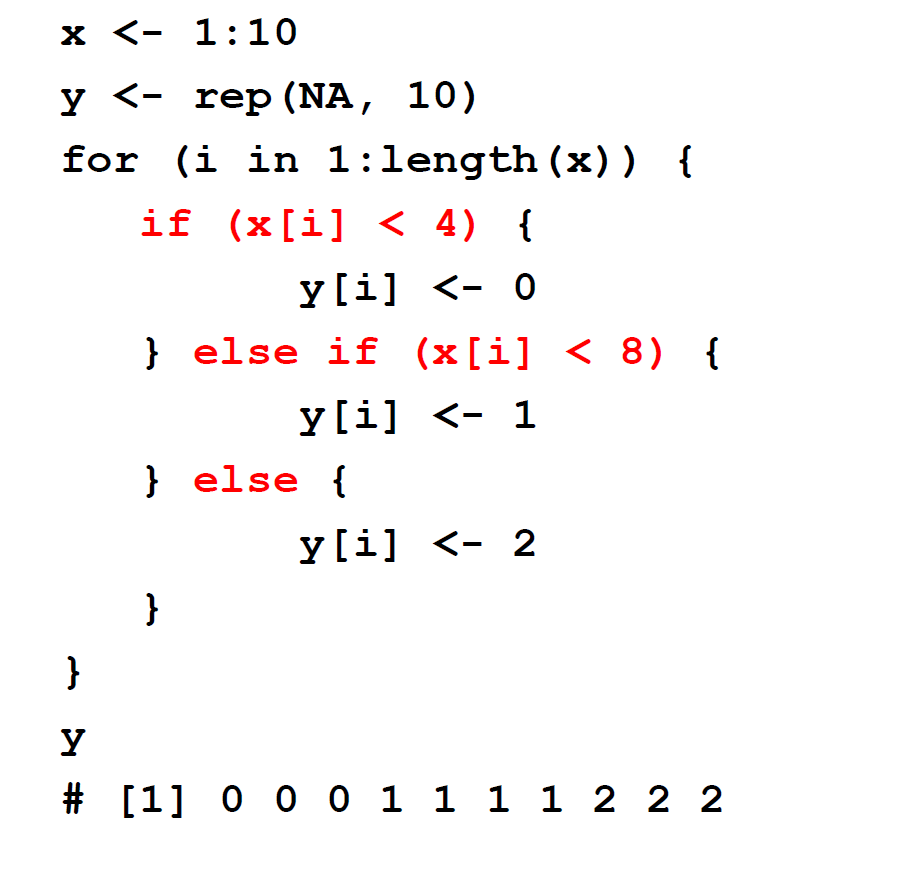 x <- 1:10
y <- rep(NA, 10)
for (i in 1:length(x)) {
if (x[i] < 4) {
y[i] <- 0
} else if (x[i] < 8) {
y[i] <- 1
} else {
y[i] <- 2
}
}
y
# [1] 0 0 0 1 1 1 1 2 2 2